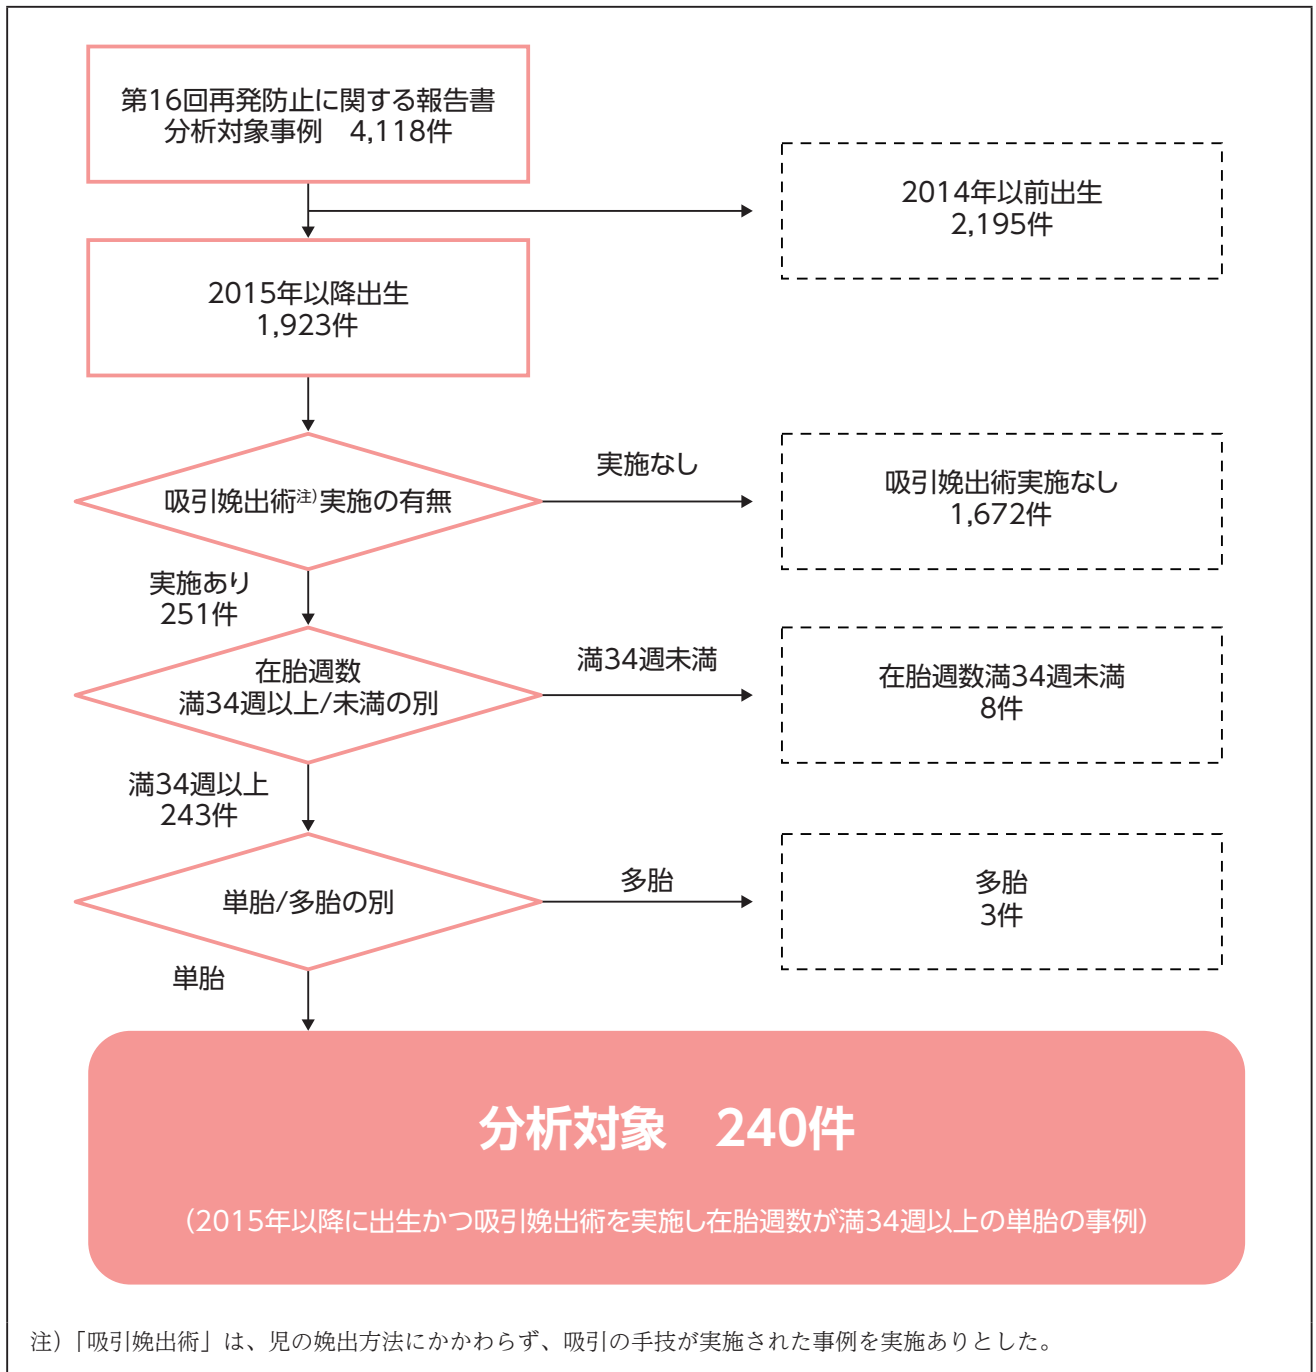 第16回再発防止に関する報告書
分析対象事例　4,118件
2014年以前出生
2,195件
2015年以降出生
1,923件
吸引娩出術注)実施の有無
実施なし
吸引娩出術実施なし
1,672件
実施あり
251件
在胎週数
満34週以上/未満の別
満34週未満
在胎週数満34週未満
8件
満34週以上
243件
単胎/多胎の別
多胎
多胎
3件
単胎
分析対象　240件
（2015年以降に出生かつ吸引娩出術を実施し在胎週数が満34週以上の単胎の事例）
注）「吸引娩出術」は、児の娩出方法にかかわらず、吸引の手技が実施された事例を実施ありとした。